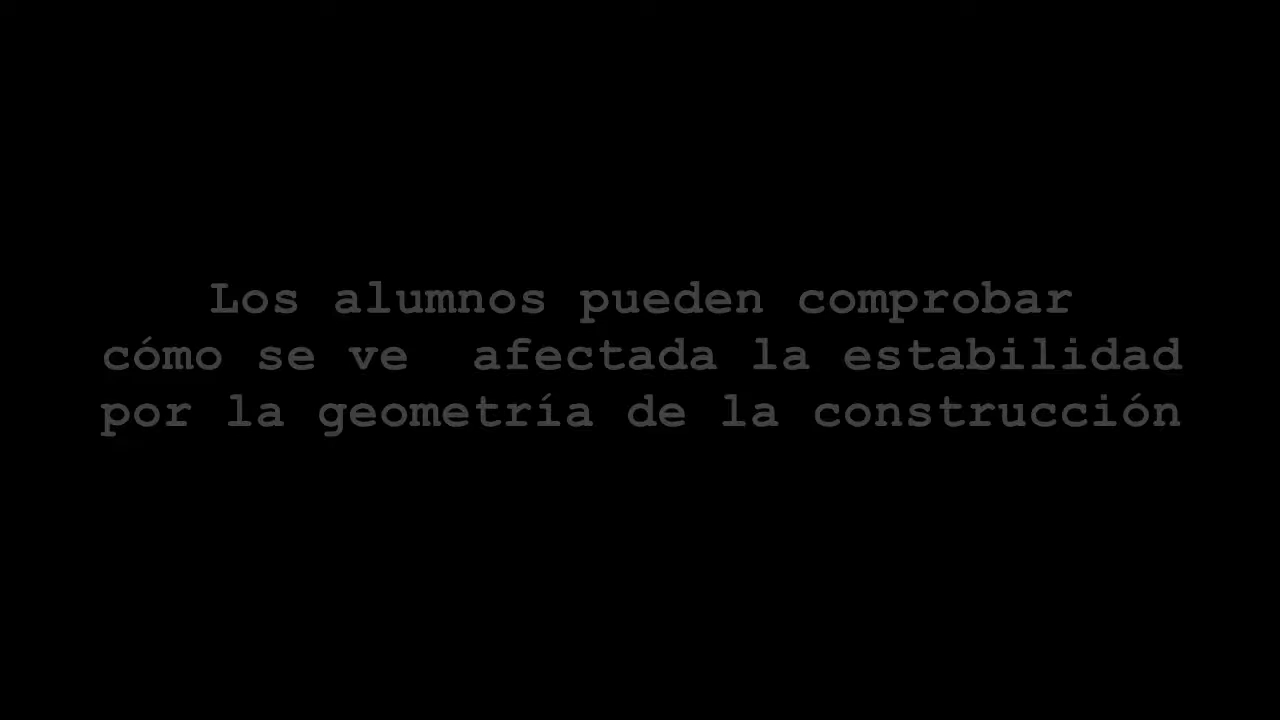 Los alumnos pueden comprobar
cómo se ve  afectada la estabilidad
por la geometría de la construcción